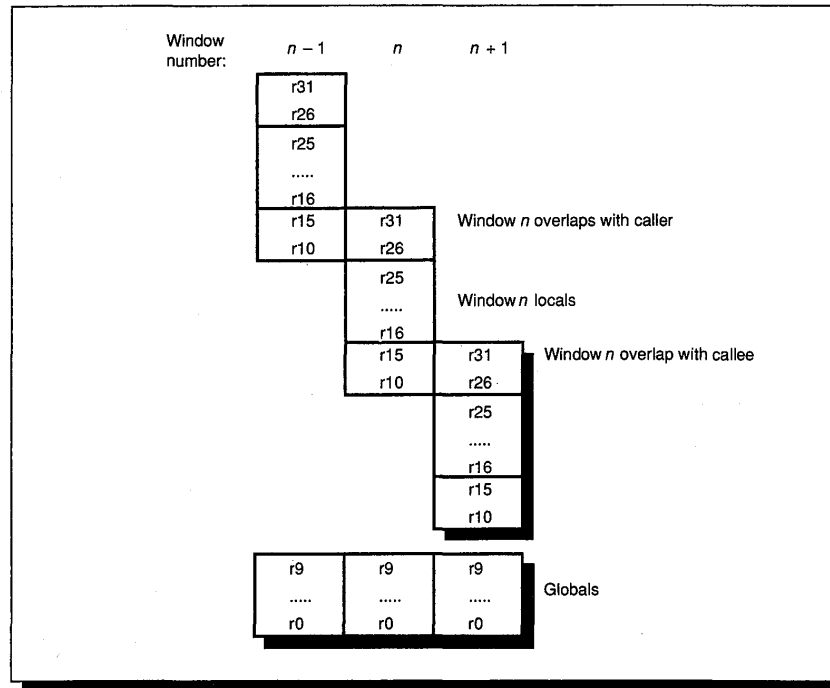 Window number: n – 1 n n + 1
r31
r26
r25
.....
r16
r15 r31 Window n overlaps with caller
r10 r26
r25
..... Window n locals
r16
r15 r31 Window n overlap with callee
r10 r26
r25
.....
r16
r15
r10
r9 r9 r9 Globals
..... ..... .....
r0 r0 r0